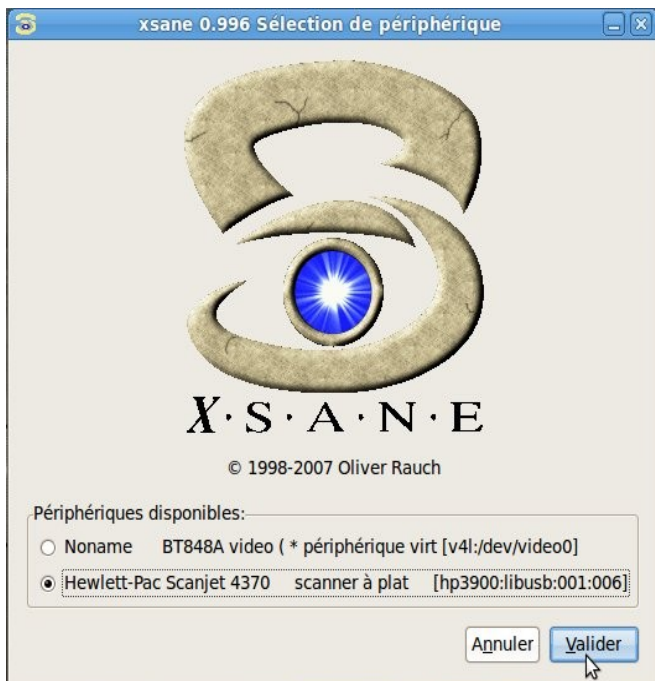 xsane 0.996 Sélection de périphérique
X·S·A·N·E
© 1998-2007 Oliver Rauch
Périphériques disponibles:
Noname BT848A video ( * périphérique virt [v4l:/dev/video0]
Hewlett-Pac Scanjet 4370 scanner à plat [hp3900:libusb:001:006]
Annuler Valider